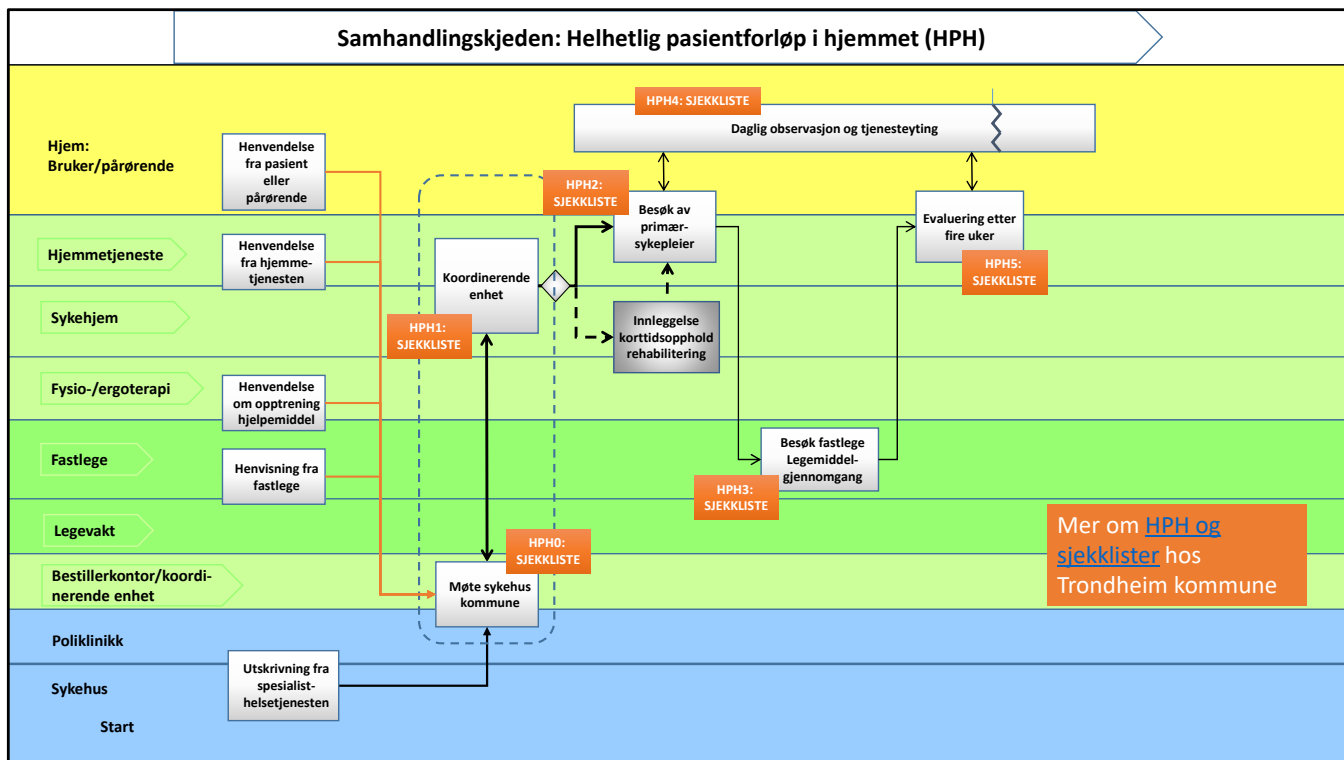 Samhandlingskjeden: Helhetlig pasientforløp i hjemmet (HPH)
HPH4: SJEKKLISTE
Daglig observasjon og tjenesteyting
Hjem:
Bruker/pårørende
Henvendelse
fra pasient
eller
pårørende
HPH2:
SJEKKLISTE
Besøk av
primær-
sykepleier
Evaluering etter
fire uker
HPH5:
SJEKKLISTE
Hjemmetjeneste
Henvendelse
fra hjemme-
tjenesten
Koordinerende
enhet
HPH1:
SJEKKLISTE
Sykehjem
Innleggelse
korttidsopphold
rehabilitering
Fysio-/ergoterapi
Henvendelse
om opptrening
hjelpemiddel
Fastlege
Henvisning fra
fastlege
Besøk fastlege
Legemiddel-
gjennomgang
HPH3:
SJEKKLISTE
Legevakt
HPH0:
SJEKKLISTE
Mer om HPH og
sjekklister hos
Trondheim kommune
Bestillerkontor/koordi-
nerende enhet
Møte sykehus
kommune
Poliklinikk
Sykehus
Utskrivning fra
spesialist-
helsetjenesten
Start